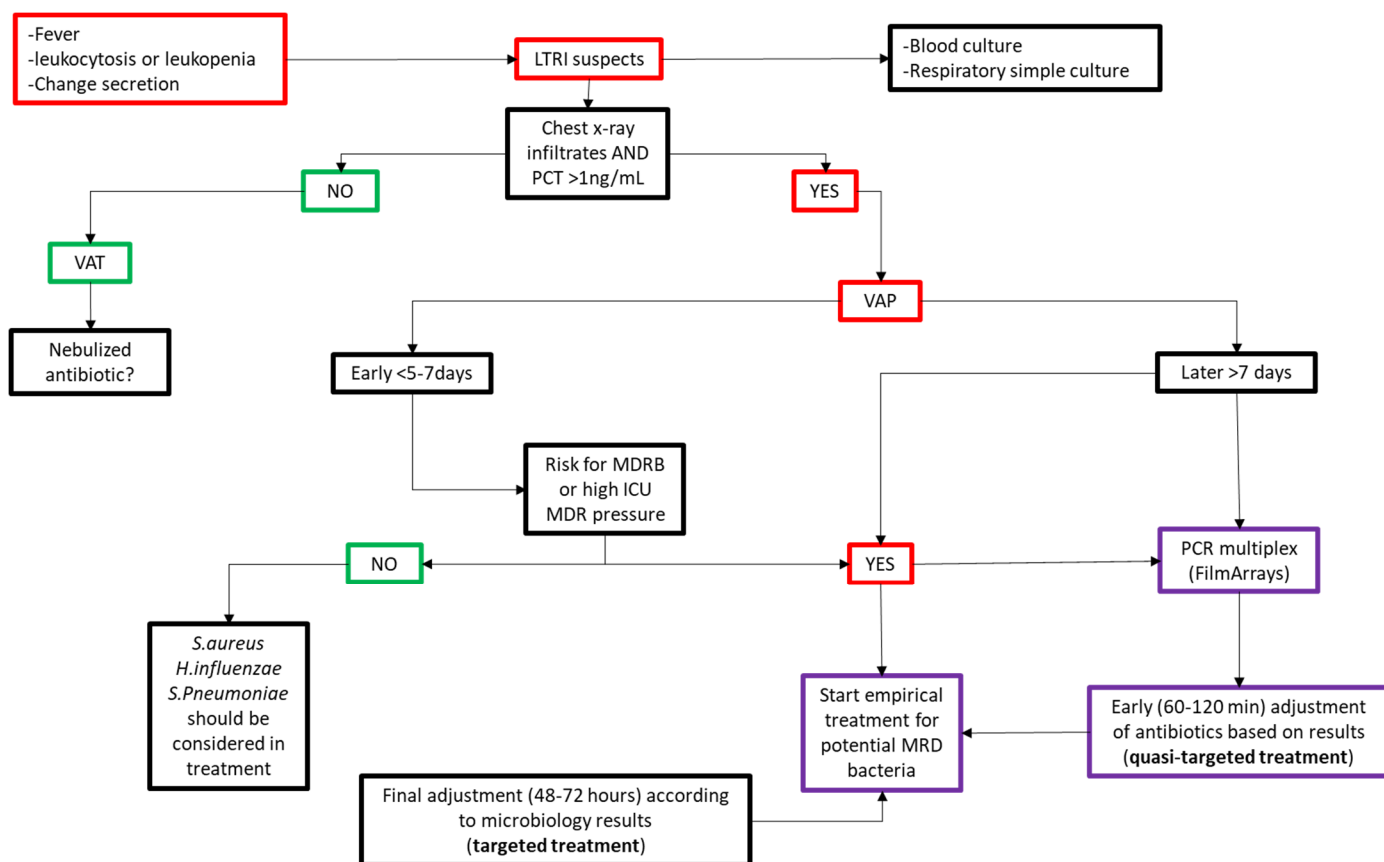 -Fever
-leukocytosis or leukopenia
-Change secretion
LTRI suspects
-Blood culture
-Respiratory simple culture
Chest x-ray
infiltrates AND
PCT >1ng/mL
NO
YES
VAT
VAP
Nebulized
antibiotic?
Early <5-7days
Later >7 days
Risk for MDRB
or high ICU
MDR pressure
NO
YES
PCR multiplex
(FilmArrays)
S.aureus
H.influenzae
S.Pneumoniae
should be
considered in
treatment
Start empirical
treatment for
potential MRD
bacteria
Early (60-120 min) adjustment
of antibiotics based on results
(quasi-targeted treatment)
Final adjustment (48-72 hours) according
to microbiology results
(targeted treatment)